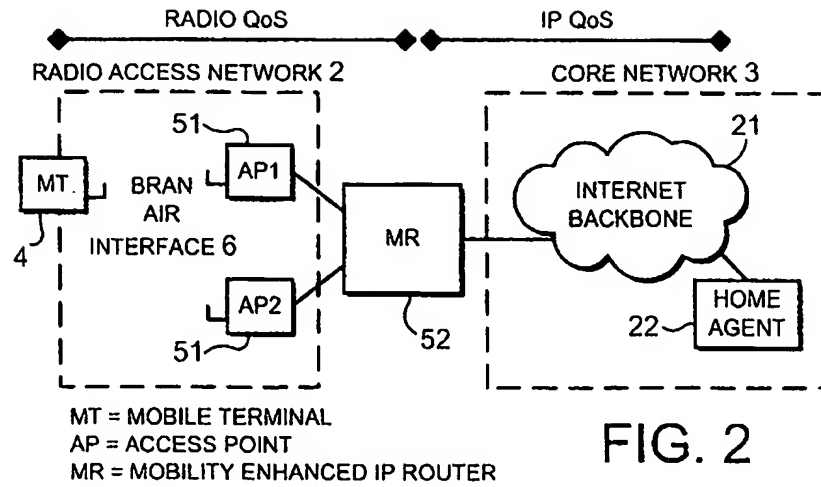 RADIO QoS
IP QoS
RADIO ACCESS NETWORK 2
CORE NETWORK 3
51
21
MT.
AP1
BRAN
AIR
INTERFACE 6
4
INTERNET
BACKBONE
MR
AP2
HOME
AGENT
22
51
52
MT = MOBILE TERMINAL
AP = ACCESS POINT
MR = MOBILITY ENHANCED IP ROUTER
FIG. 2